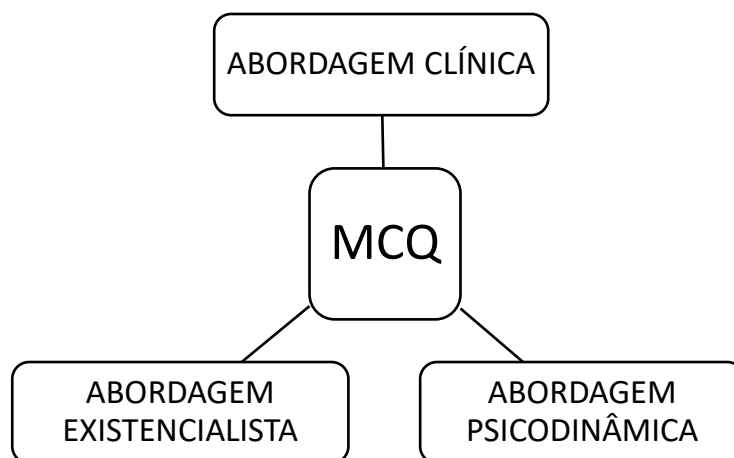 ABORDAGEM CLÍNICA
MCQ
ABORDAGEM
EXISTENCIALISTA
ABORDAGEM
PSICODINÂMICA